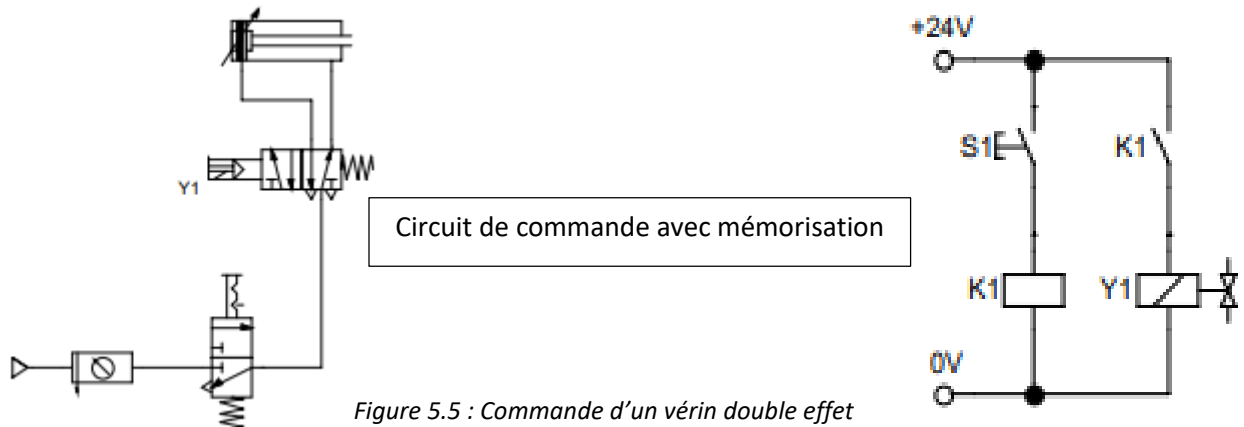 +24V
S1
K1
Y1
Circuit de commande avec mémorisation
K1
Y1
0V
Figure 5.5 : Commande d'un vérin double effet